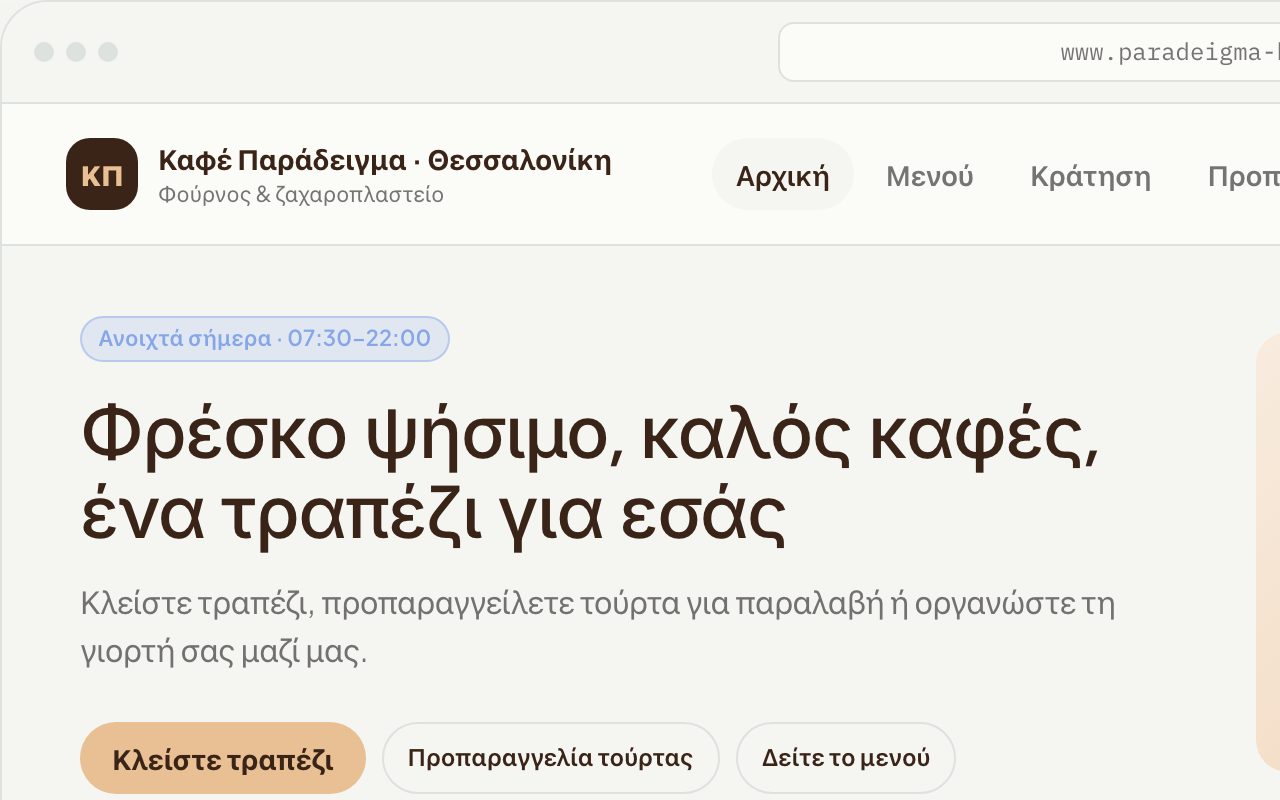 www.paradeigma-
ΚΠ
Καφέ Παράδειγμα · Θεσσαλονίκη
Φούρνος & ζαχαροπλαστείο
Αρχική Μενού Κράτηση Προπ
Ανοιχτά σήμερα · 07:30–22:00
Φρέσκο ψήσιμο, καλός καφές,
ένα τραπέζι για εσάς
Κλείστε τραπέζι, προπαραγγείλετε τούρτα για παραλαβή ή οργανώστε τη
γιορτή σας μαζί μας.
Κλείστε τραπέζι Προπαραγγελία τούρτας Δείτε το μενού